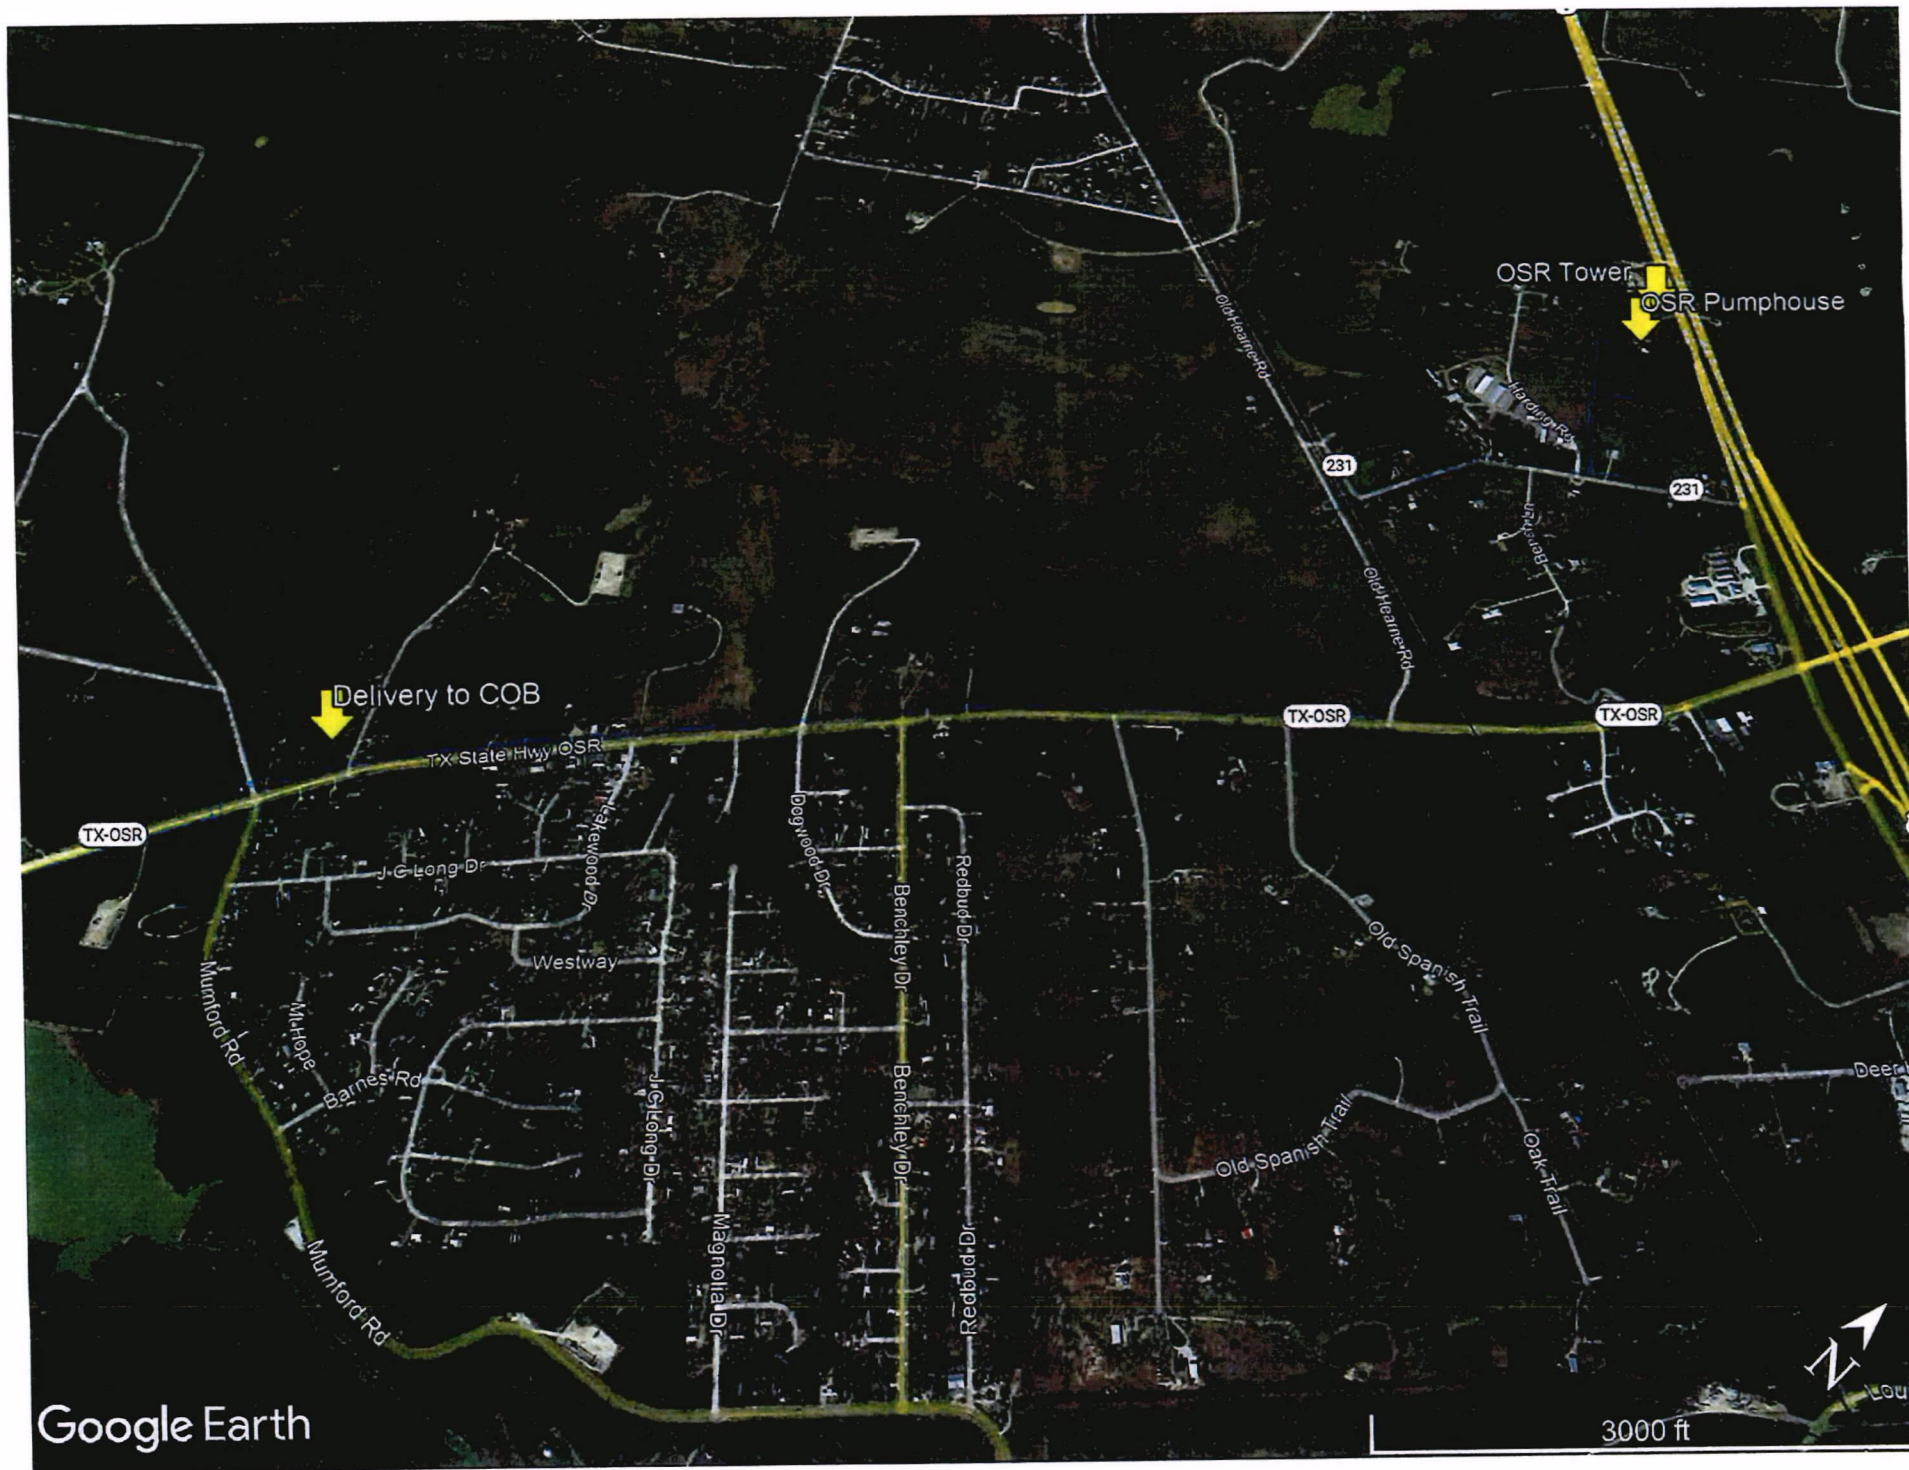 OSR Tower
OSR Pumphouse
Old Hearne Rd
Harding Rd
231
231
Old Hearne Rd
Delivery to COB
TX-OSR
TX-OSR
TX State Hwy OSR
TX-OSR
Lakewood Dr
Dogwood Dr
J C Long Dr
Redbud Dr
Benchley Dr
Old Spanish Trail
Westway
Mumford Rd
M-Hope
Barnes Rd
J C Long Dr
Benchley Dr
Deer
Old Spanish Trail
Oak Trail
Magnolia Dr
Redbud Dr
Mumford Rd
N
Lou
Google Earth
3000 ft